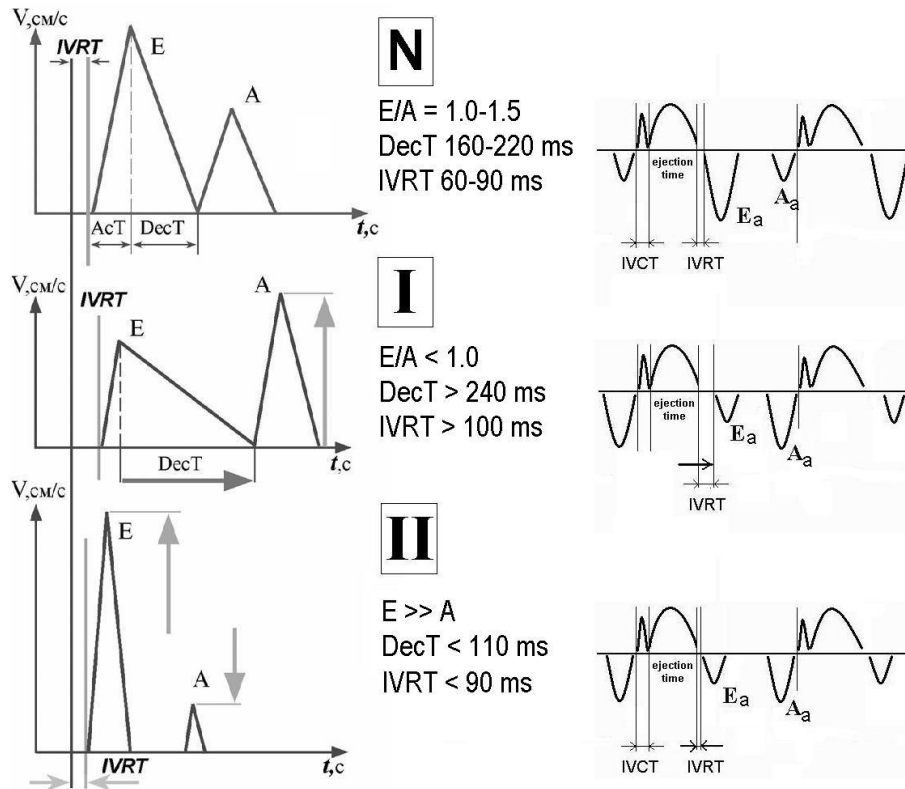 V,см/с
IVRT
E
A
AcT
DecT
t,с
N
E/A = 1.0-1.5
DecT 160-220 ms
IVRT 60-90 ms
ejection
time
Ea
Aa
IVCT
IVRT
V,см/с
IVRT
E
A
DecT
t,с
I
E/A < 1.0
DecT > 240 ms
IVRT > 100 ms
ejection
time
Ea
Aa
IVRT
V,см/с
E
A
IVRT
t,с
II
E >> A
DecT < 110 ms
IVRT < 90 ms
ejection
time
Ea
Aa
IVCT
IVRT